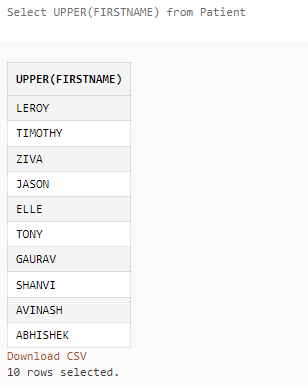 Select UPPER(FIRSTNAME) from Patient
UPPER(FIRSTNAME)
LEROY
TIMOTHY
ZIVA
JASON
ELLE
TONY
GAURAV
SHANVI
AVINASH
ABHISHEK
Download CSV
10 rows selected.